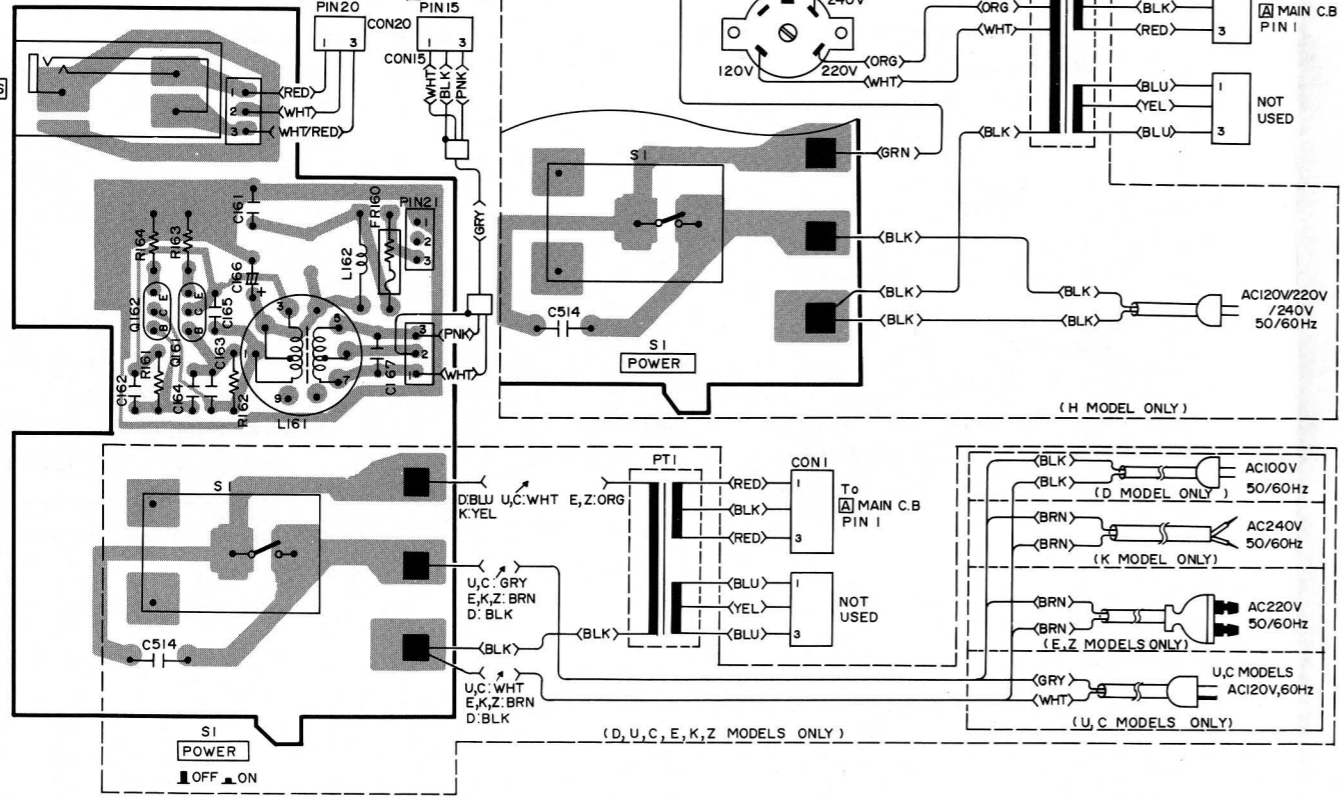 PIN20
CON20
1 3
PIN15
CON15
1 3
WHT
BLK
PNK
1
2
3
RED
WHT
WHT/RED
240V
120V
220V
ORG
WHT
ORG
WHT
BLK
RED
3
A MAIN C.B
PIN 1
BLU
YEL
BLU
1
3
NOT
USED
BLK
GRN
S1
BLK
BLK
BLK
BLK
BLK
AC120V/220V
/240V
50/60Hz
C514
S1
POWER
(H MODEL ONLY)
R164
R163
C161
C166
+
L162
FR160
PIN21
1
2
3
GRY
Q162
E
C
B
Q161
E
C
B
C165
C163
R161
C162
C164
R162
3
5
1
7
9
L161
C167
3
2
1
PNK
WHT
S1
D:BLU U,C:WHT E,Z:ORG
K:YEL
PT1
RED
BLK
RED
CON1
1
3
To
A MAIN C.B
PIN 1
U,C:GRY
E,K,Z:BRN
D:BLK
BLU
YEL
BLU
1
3
NOT
USED
BLK
BLK
U,C:WHT
E,K,Z:BRN
D:BLK
C514
S1
POWER
OFF ON
(D,U,C,E,K,Z MODELS ONLY)
BLK
BLK
AC100V
50/60Hz
(D MODEL ONLY)
BRN
BRN
AC240V
50/60Hz
(K MODEL ONLY)
BRN
BRN
AC220V
50/60Hz
(E,Z MODELS ONLY)
GRY
WHT
U,C MODELS
AC120V,60Hz
(U,C MODELS ONLY)